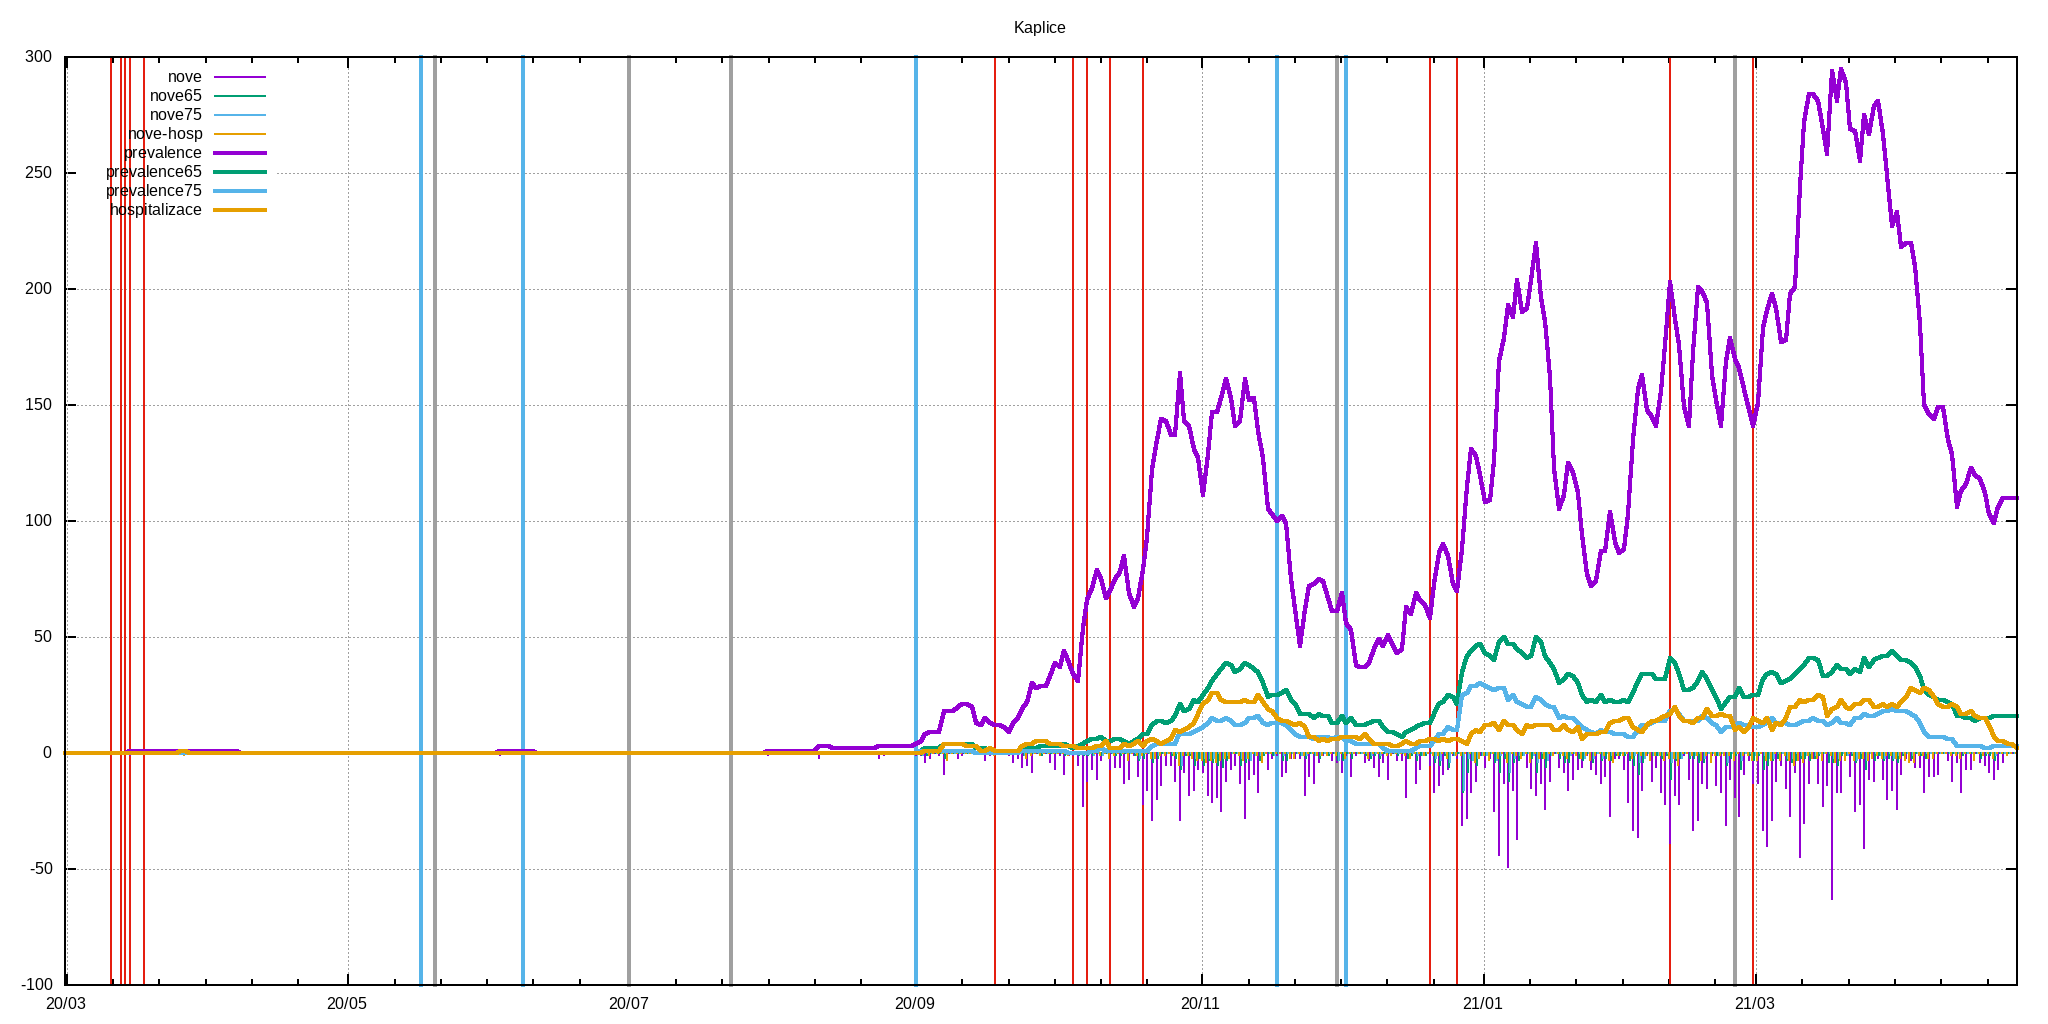 Kaplice
300
250
200
150
100
50
0
-50
-100
nove
nove65
nove75
nove-hosp
prevalence
prevalence65
prevalence75
hospitalizace
20/03
20/05
20/07
20/09
20/11
21/01
21/03